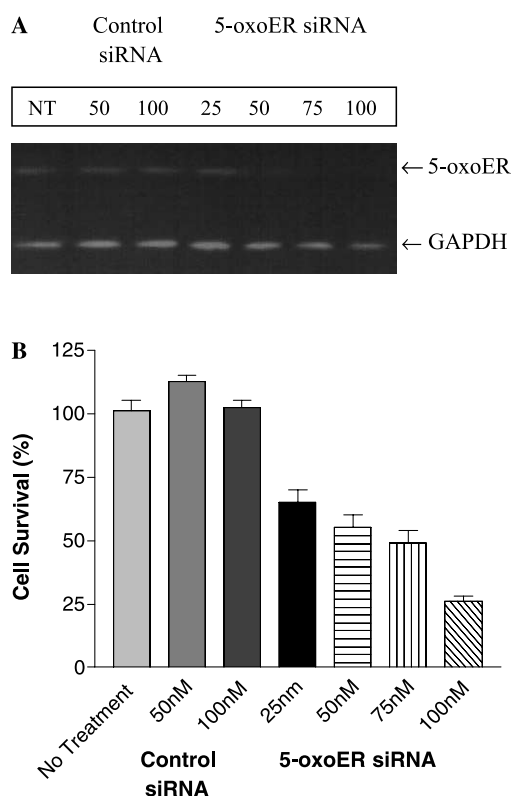 A
Control 5-oxoER siRNA
siRNA
NT 50 100 25 50 75 100
← 5-oxoER
← GAPDH
B
125
100
75
50
25
0
Cell Survival (%)
No Treatment 50nM 100nM 25nm 50nM 75nM 100nM
Control 5-oxoER siRNA
siRNA